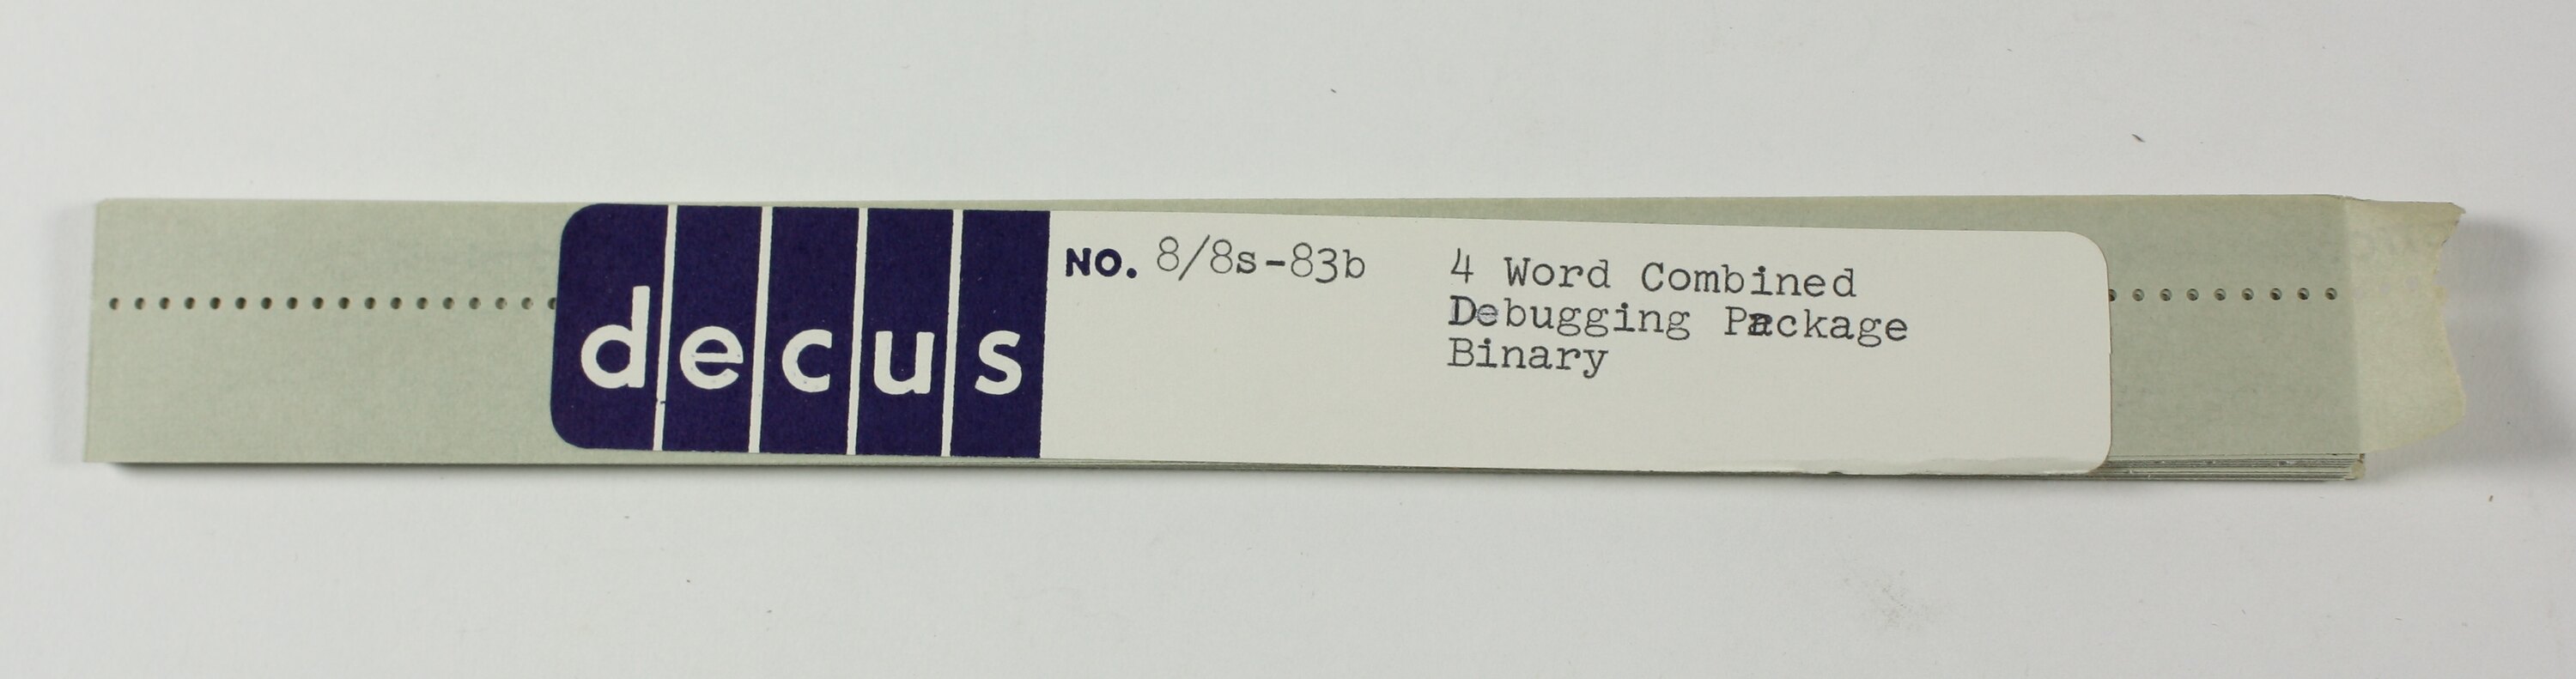 decus
NO. 8/8s-83b
4 Word Combined
Debugging Package
Binary